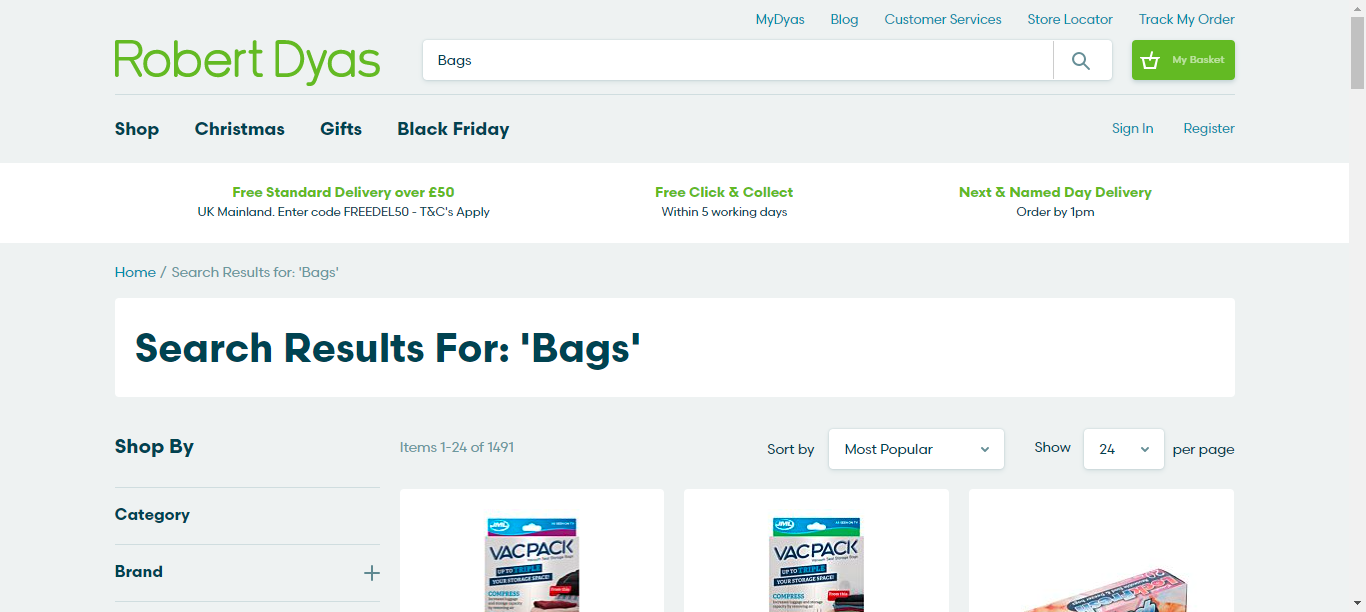 MyDyas Blog Customer Services Store Locator Track My Order
Robert Dyas
Bags
My Basket
Shop Christmas Gifts Black Friday
Sign In Register
Free Standard Delivery over £50 Free Click & Collect Next & Named Day Delivery
UK Mainland. Enter code FREEDEL50 - T&C's Apply Within 5 working days Order by 1pm
Home / Search Results for: 'Bags'
Search Results For: 'Bags'
Shop By
Items 1-24 of 1491
Sort by Most Popular
Show 24 per page
Category
Brand
JML
VACPACK
UP TO TRIPLE
YOUR STORAGE SPACE!
COMPRESS
JML
VACPACK
UP TO TRIPLE
YOUR STORAGE SPACE!
COMPRESS